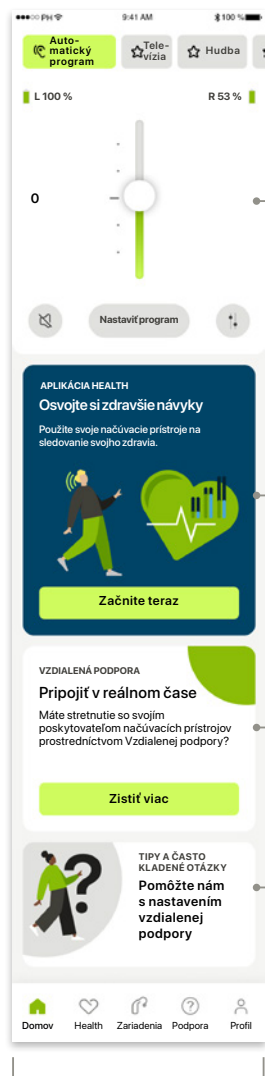 PH 9:41 AM 100 %
Auto-
matický
program
Tele-
vízia
Hudba
L 100 % R 53 %
0
Nastaviť program
APLIKÁCIA HEALTH
Osvojte si zdravšie návyky
Použite svoje načúvacie prístroje na
sledovanie svojho zdravia.
Začnite teraz
VZDIALENÁ PODPORA
Pripojiť v reálnom čase
Máte stretnutie so svojím
poskytovateľom načúvacích prístrojov
prostredníctvom Vzdialenej podpory?
Zistiť viac
TIPY A ČASTO
KLADENÉ OTÁZKY
Pomôžte nám
s nastavením
vzdialenej
podpory
Domov Health Zariadenia Podpora Profil